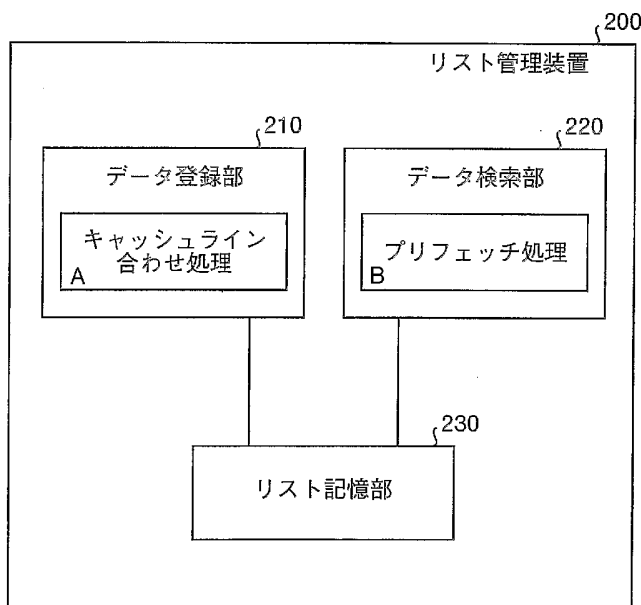 200
リスト管理装置
210
データ登録部
キャッシュライン
合わせ処理
A
220
データ検索部
プリフェッチ処理
B
230
リスト記憶部